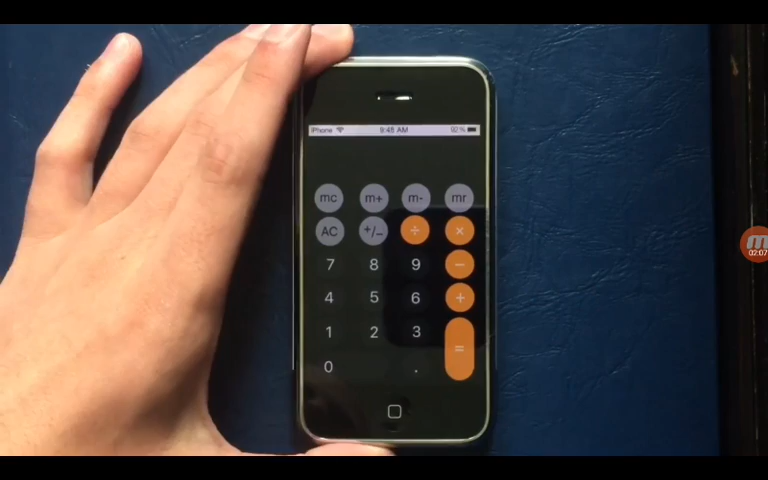 iPhone 9:48 AM 92%
mc m+ m- mr
AC +/− ÷ ×
7 8 9 −
4 5 6 +
1 2 3 =
0 .
02:07